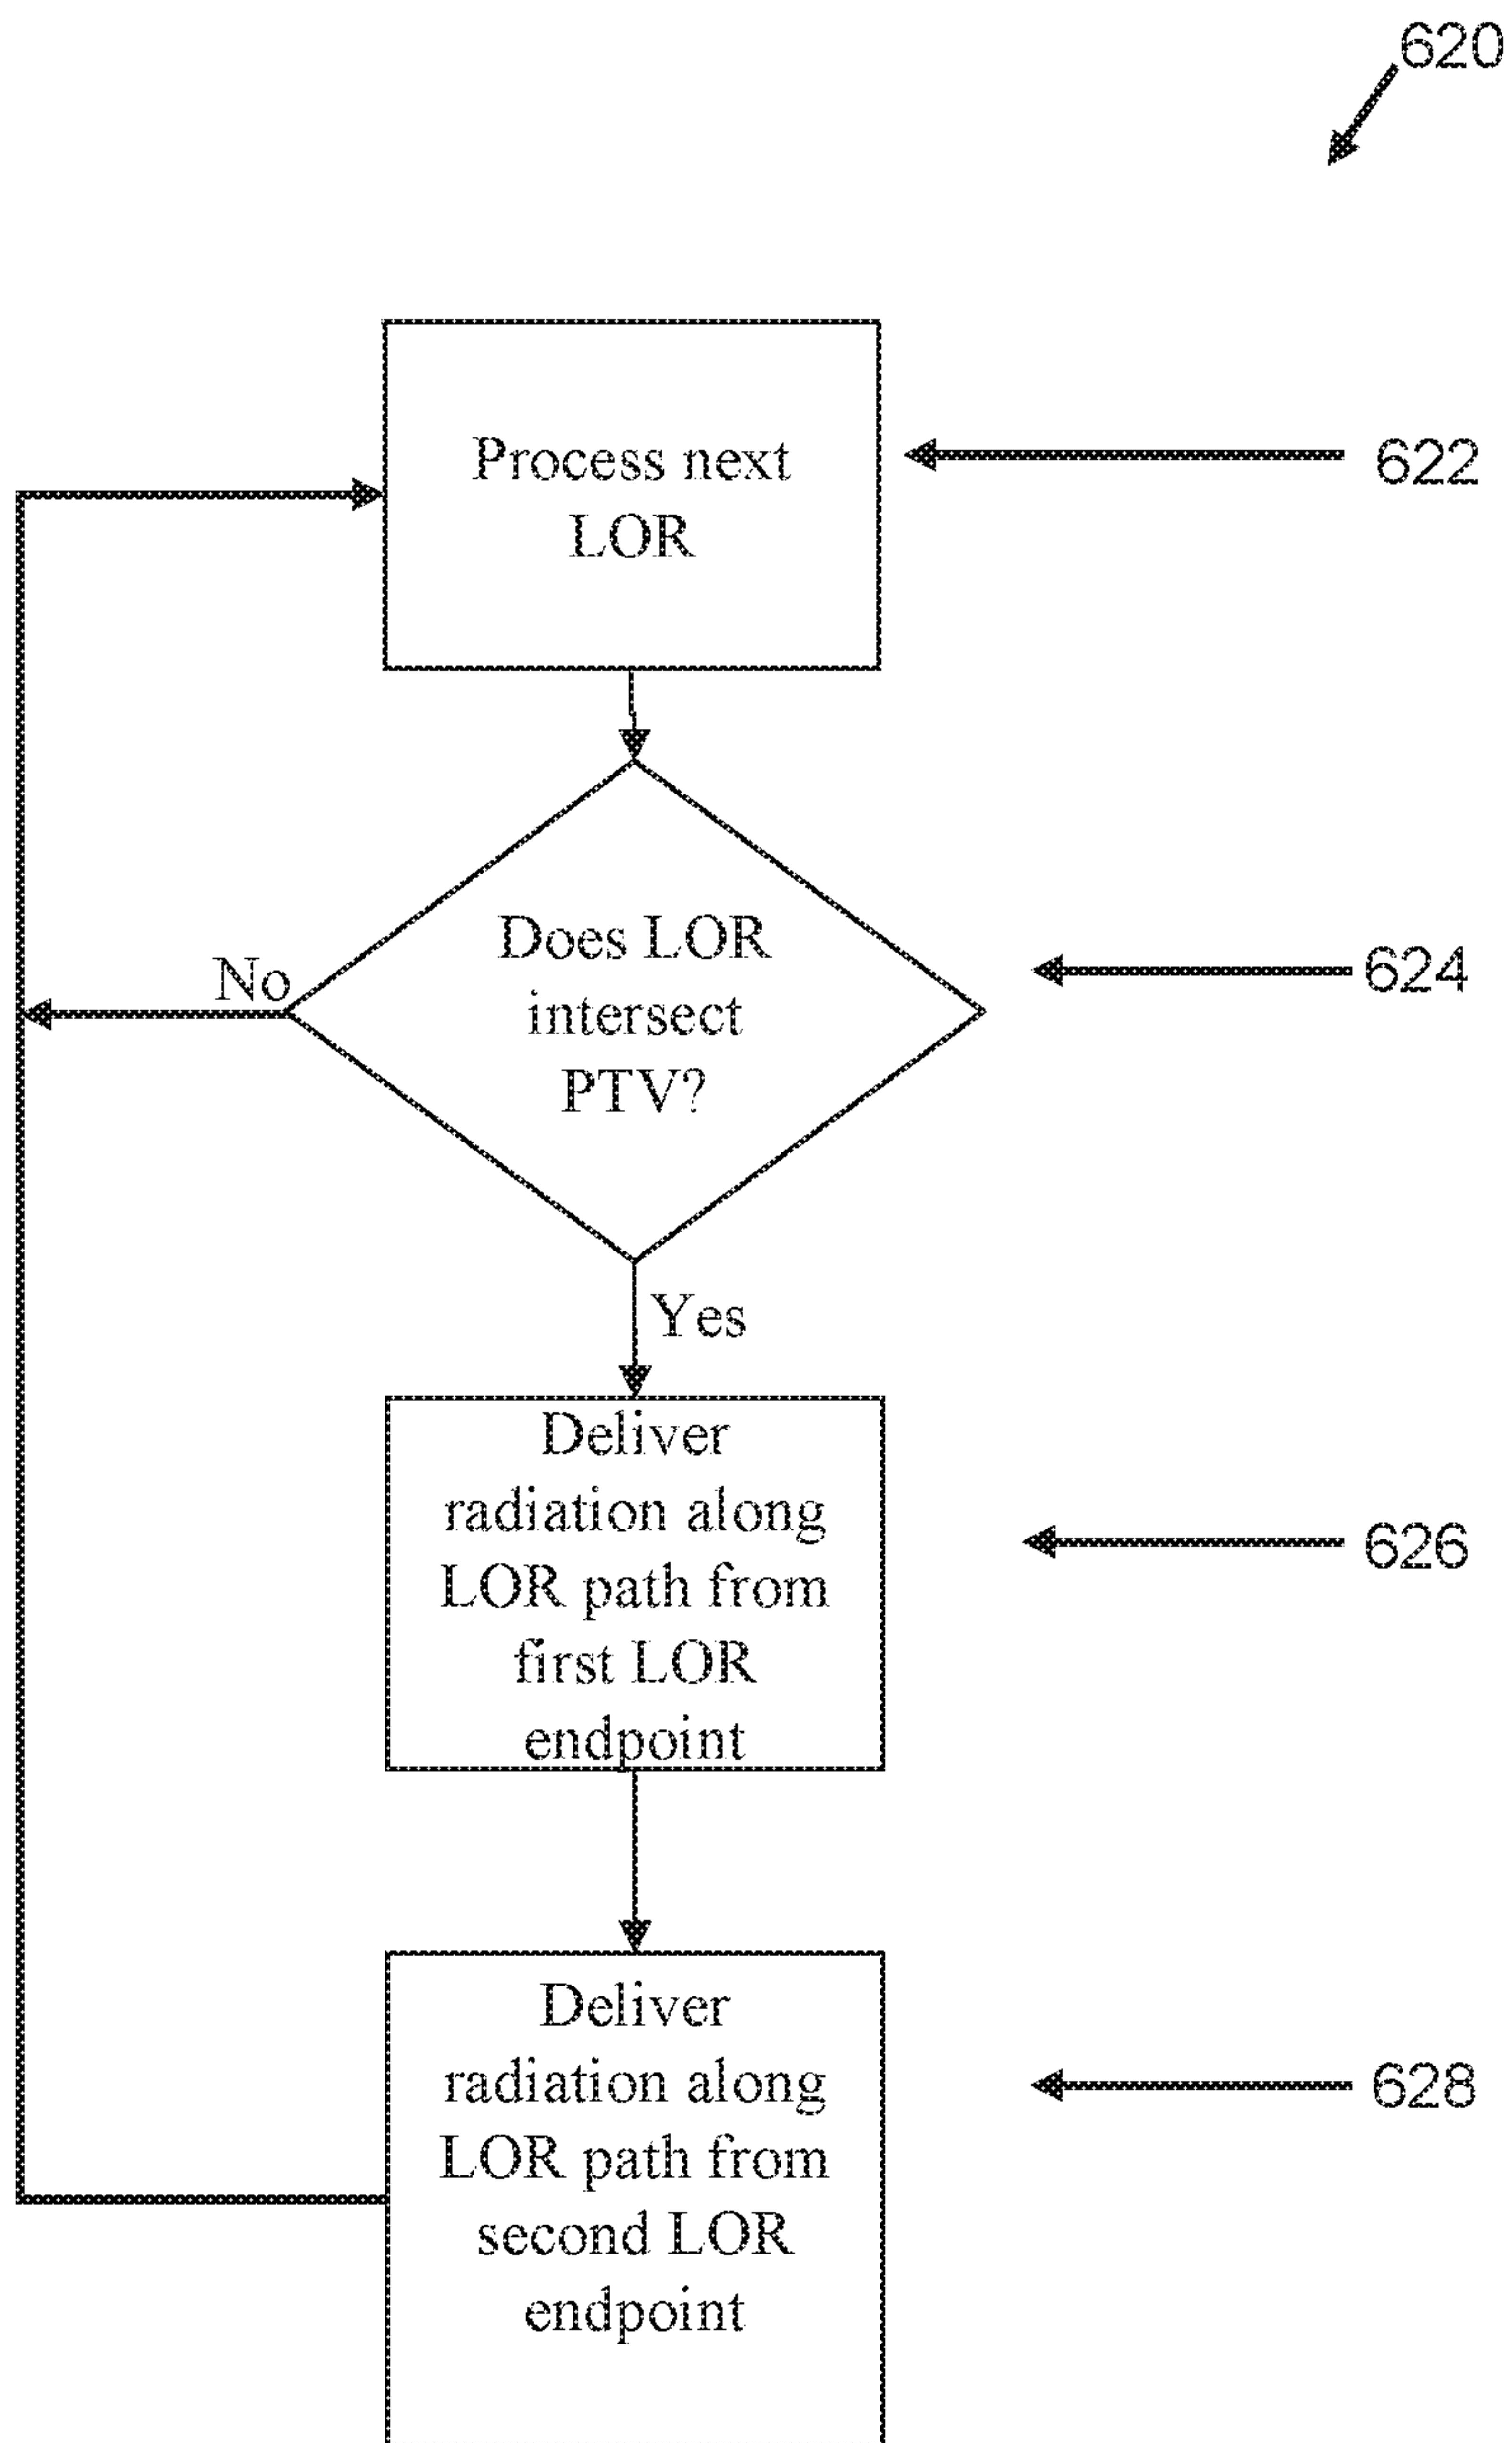 620
Process next
LOR
622
Does LOR
intersect
PTV?
624
No
Yes
Deliver
radiation along
LOR path from
first LOR
endpoint
626
Deliver
radiation along
LOR path from
second LOR
endpoint
628